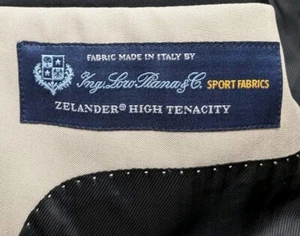 FABRIC MADE IN ITALY BY
Ing. Loro Piana & C. SPORT FABRICS
ZELANDER® HIGH TENACITY